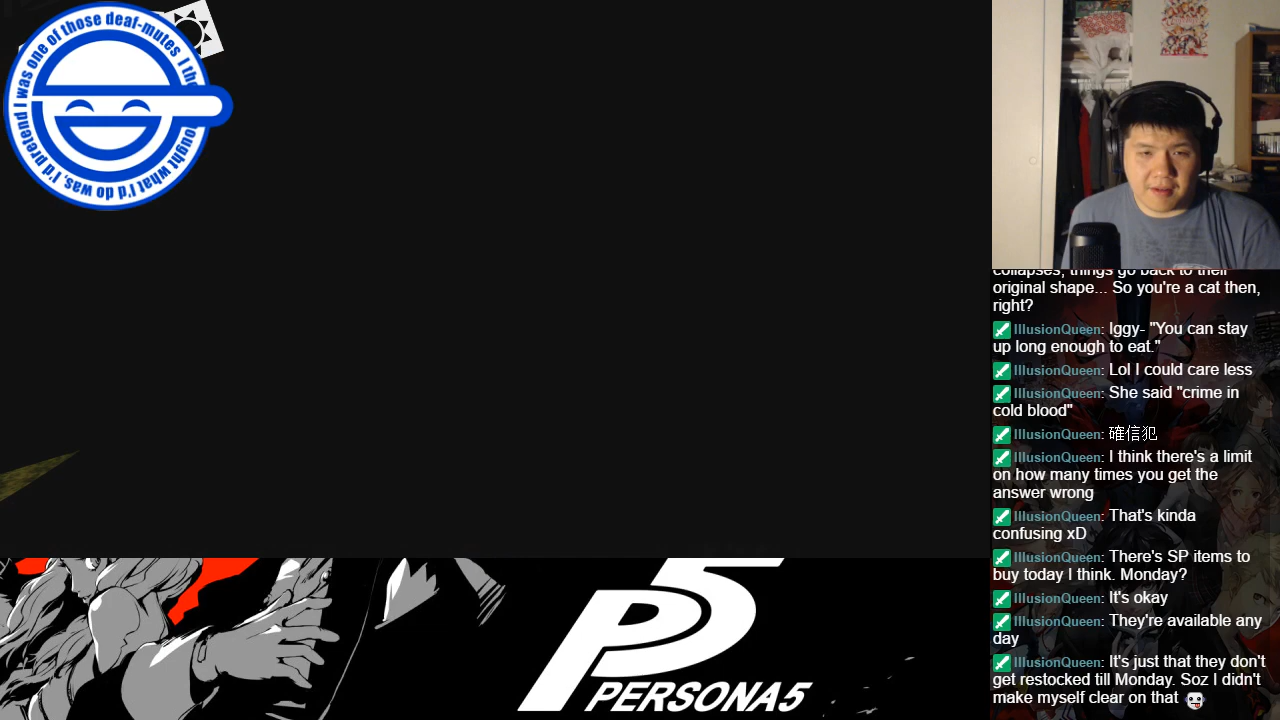 I thought what I'd do was, I'd pretend I was one of those deaf-mutes
collapses, things go back to their
original shape... So you're a cat then,
right?
IllusionQueen: Iggy- "You can stay
up long enough to eat."
IllusionQueen: Lol I could care less
IllusionQueen: She said "crime in
cold blood"
IllusionQueen: 確信犯
IllusionQueen: I think there's a limit
on how many times you get the
answer wrong
IllusionQueen: That's kinda
confusing xD
IllusionQueen: There's SP items to
buy today I think. Monday?
IllusionQueen: It's okay
IllusionQueen: They're available any
day
IllusionQueen: It's just that they don't
get restocked till Monday. Soz I didn't
make myself clear on that
P5
PERSONA5